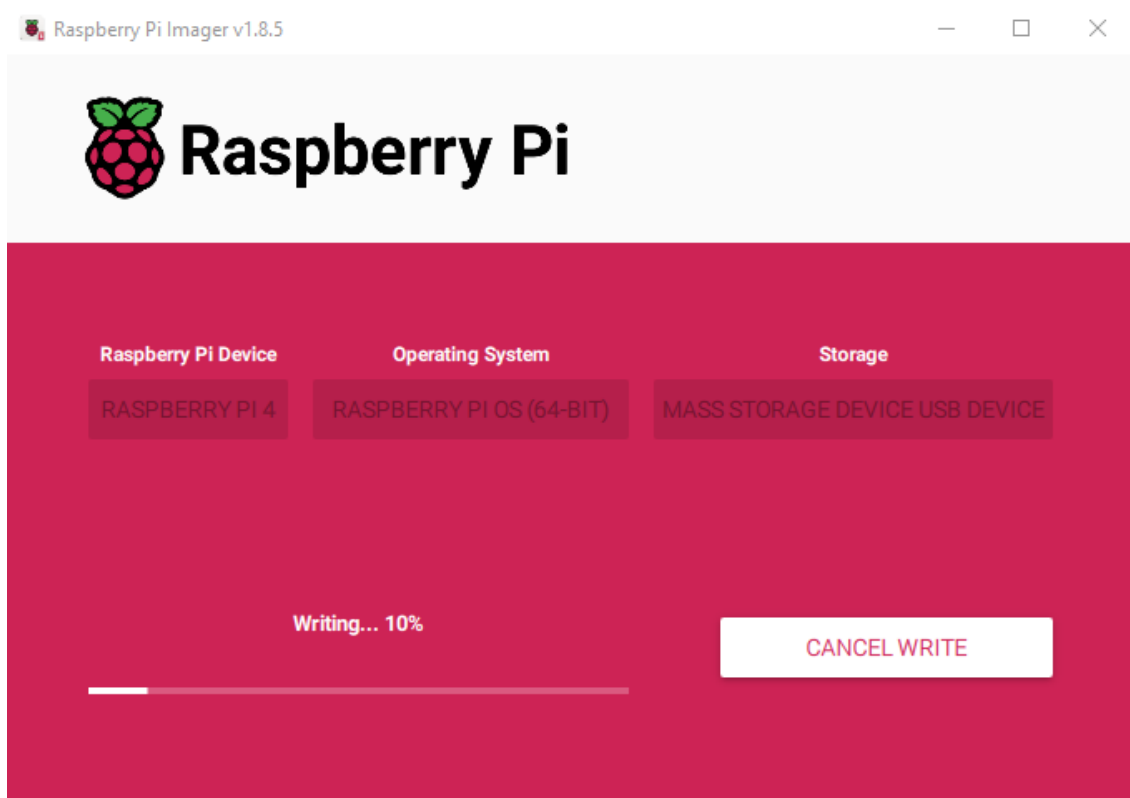 Raspberry Pi Imager v1.8.5
Raspberry Pi
Raspberry Pi Device
Operating System
Storage
RASPBERRY PI 4
RASPBERRY PI OS (64-BIT)
MASS STORAGE DEVICE USB DEVICE
Writing... 10%
CANCEL WRITE